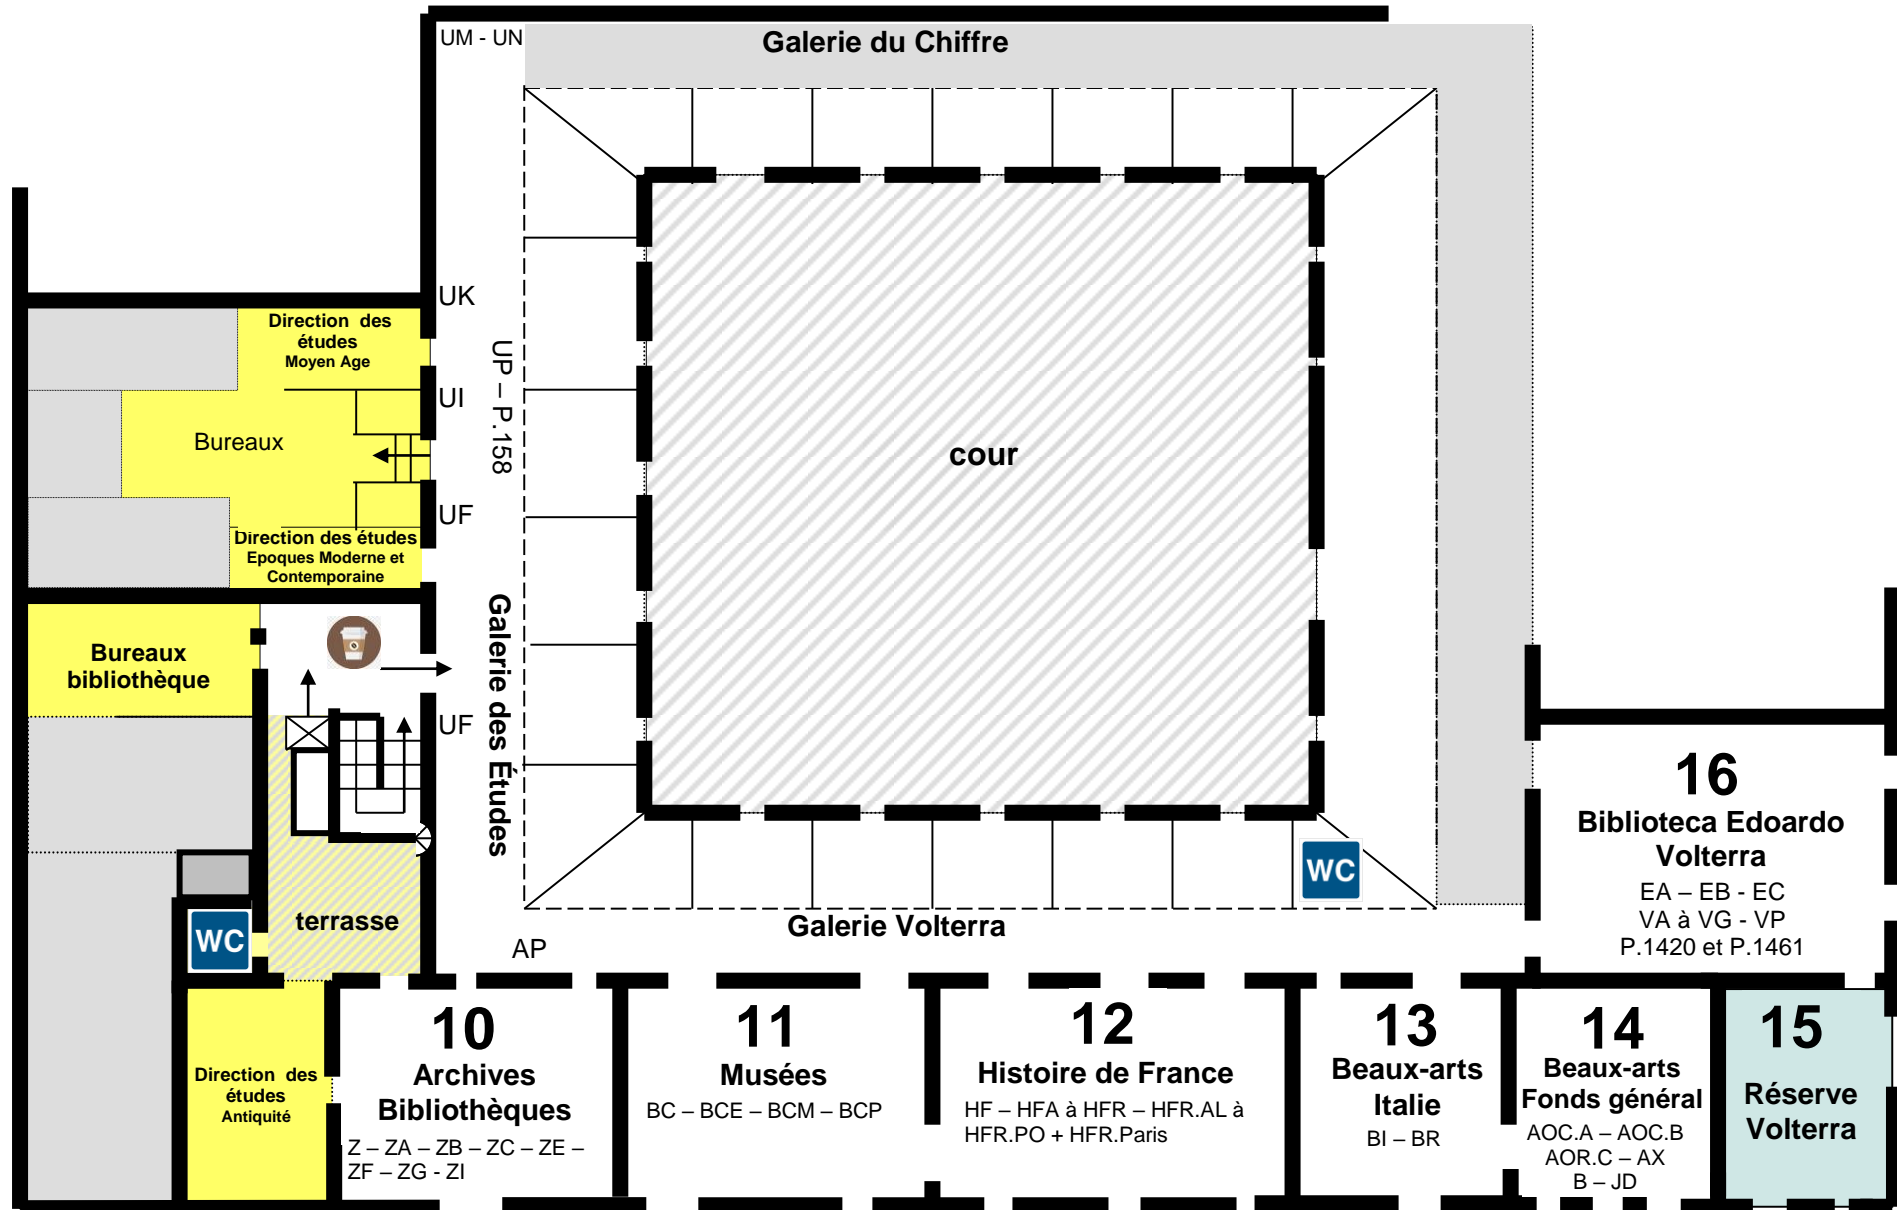 UM - UN
Galerie du Chiffre
UK
Direction des
études
Moyen Age
UI
UP – P.158
Bureaux
cour
UF
Direction des études
Epoques Moderne et
Contemporaine
Bureaux
bibliothèque
Galerie des Études
UF
16
Biblioteca Edoardo
Volterra
EA – EB - EC
VA à VG - VP
P.1420 et P.1461
WC
terrasse
WC
Galerie Volterra
AP
Direction des
études
Antiquité
10
Archives
Bibliothèques
Z – ZA – ZB – ZC – ZE –
ZF – ZG - ZI
11
Musées
BC – BCE – BCM – BCP
12
Histoire de France
HF – HFA à HFR – HFR.AL à
HFR.PO + HFR.Paris
13
Beaux-arts
Italie
BI – BR
14
Beaux-arts
Fonds général
AOC.A – AOC.B
AOR.C – AX
B – JD
15
Réserve
Volterra